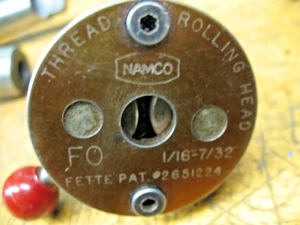 THREAD ROLLING HEAD
NAMCO
FO 1/16-7/32
FETTE PAT. #2651224